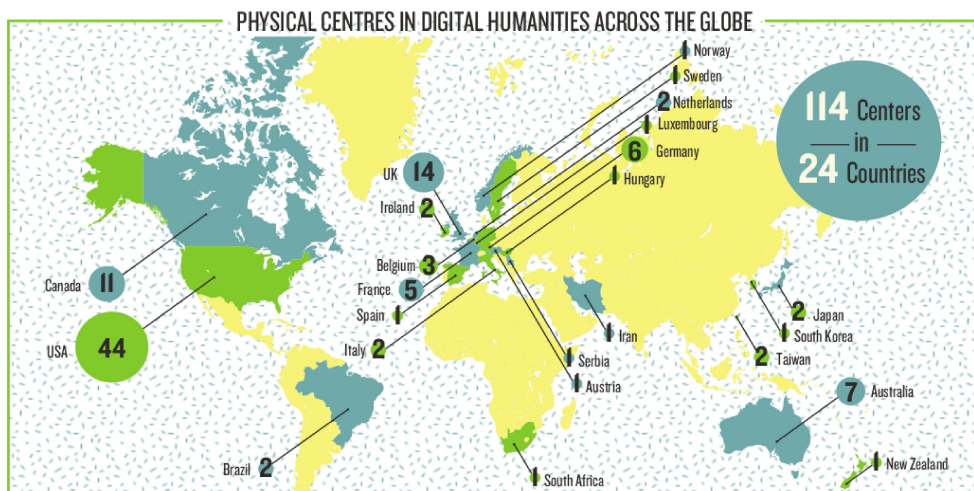 PHYSICAL CENTRES IN DIGITAL HUMANITIES ACROSS THE GLOBE
1 Norway
1 Sweden
2 Netherlands
1 Luxembourg
6 Germany
1 Hungary
114 Centers
in
24 Countries
UK 14
Ireland 2
Belgium 3
France 5
Spain 1
Italy 2
Canada 11
USA 44
Brazil 2
1 Iran
1 Serbia
1 Austria
2 Japan
1 South Korea
2 Taiwan
7 Australia
1 South Africa
1 New Zealand